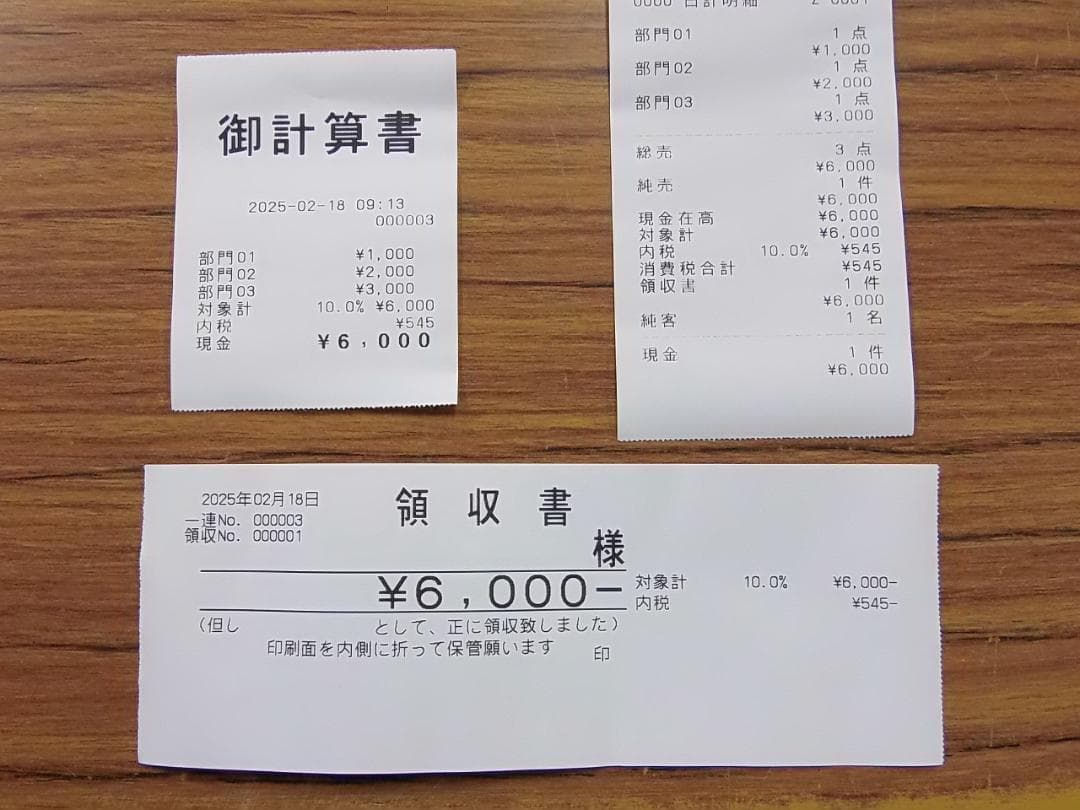 御計算書
2025-02-18 09:13
000003
部門01 ¥1,000
部門02 ¥2,000
部門03 ¥3,000
対象計 10.0% ¥6,000
内税 ¥545
現金 ¥6,000
0000 日計明細 Z 0001
部門01 1 点
¥1,000
部門02 1 点
¥2,000
部門03 1 点
¥3,000
総売 3 点
¥6,000
純売 1 件
¥6,000
現金在高 ¥6,000
対象計 ¥6,000
内税 10.0% ¥545
消費税合計 ¥545
領収書 1 件
¥6,000
純客 1 名
現金 1 件
¥6,000
2025年02月18日 領収書
一連No. 000003
領収No. 000001
様
¥6,000-
対象計 10.0% ¥6,000-
内税 ¥545-
(但し として、正に領収致しました)
印刷面を内側に折って保管願います 印